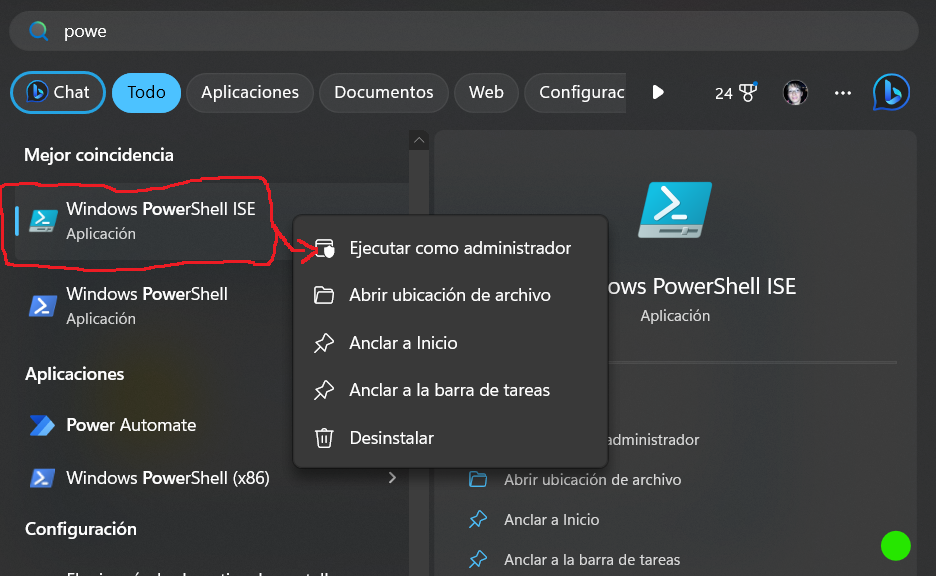 powe
Chat
Todo
Aplicaciones
Documentos
Web
Configurac
24
Mejor coincidencia
Windows PowerShell ISE
Aplicación
Ejecutar como administrador
Abrir ubicación de archivo
Anclar a Inicio
Anclar a la barra de tareas
Desinstalar
Windows PowerShell
Aplicación
Aplicaciones
Power Automate
Windows PowerShell (x86)
Configuración
ows PowerShell ISE
Aplicación
administrador
Abrir ubicación de archivo
Anclar a Inicio
Anclar a la barra de tareas